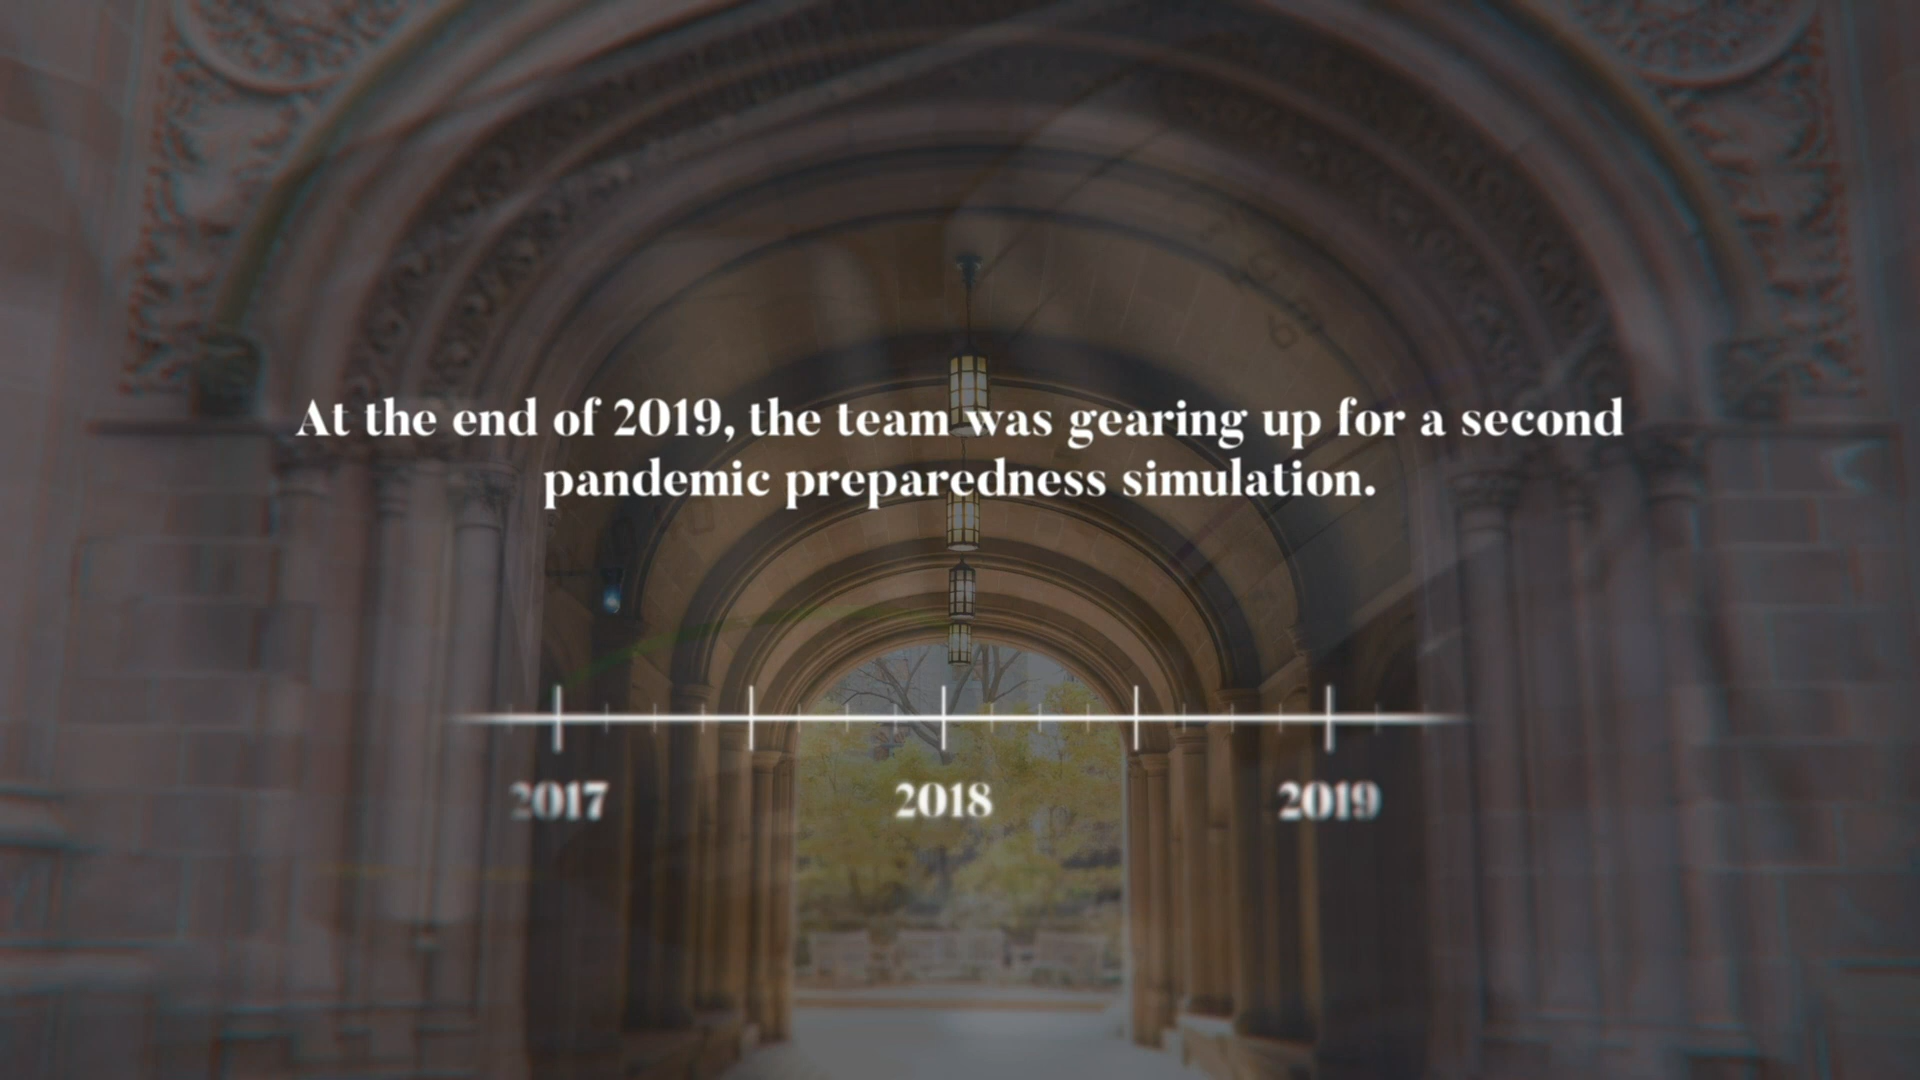 At the end of 2019, the team was gearing up for a second
pandemic preparedness simulation.
2017 2018 2019